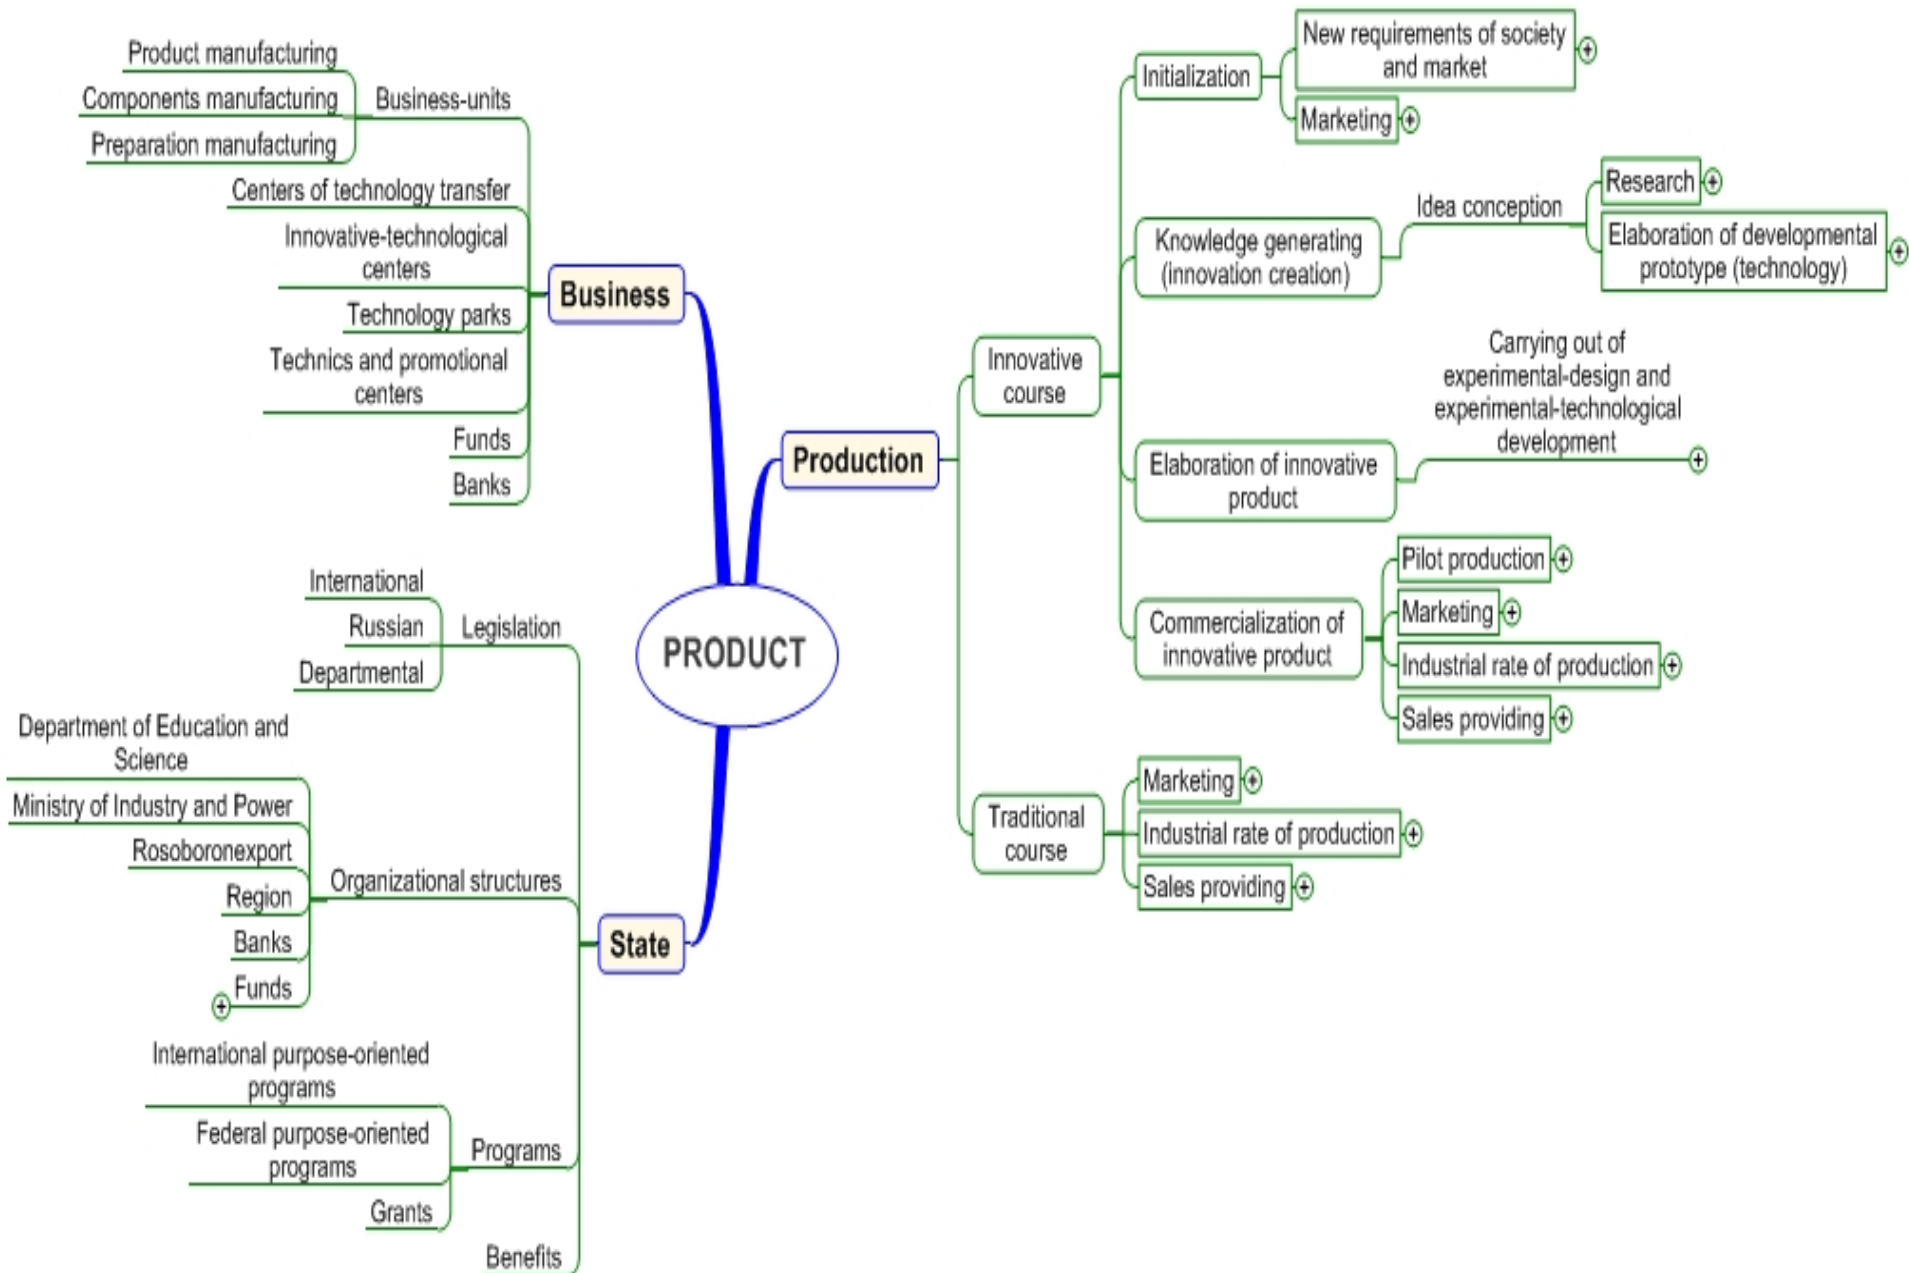 Product manufacturing
Components manufacturing
Preparation manufacturing
Business-units
Centers of technology transfer
Innovative-technological
centers
Technology parks
Technics and promotional
centers
Funds
Banks
Business
International
Russian
Departmental
Legislation
Department of Education and
Science
Ministry of Industry and Power
Rosoboronexport
Region
Banks
Funds
Organizational structures
International purpose-oriented
programs
Federal purpose-oriented
programs
Grants
Programs
Benefits
State
PRODUCT
Production
Innovative
course
Initialization
New requirements of society
and market
Marketing
Knowledge generating
(innovation creation)
Idea conception
Research
Elaboration of developmental
prototype (technology)
Elaboration of innovative
product
Carrying out of
experimental-design and
experimental-technological
development
Commercialization of
innovative product
Pilot production
Marketing
Industrial rate of production
Sales providing
Traditional
course
Marketing
Industrial rate of production
Sales providing